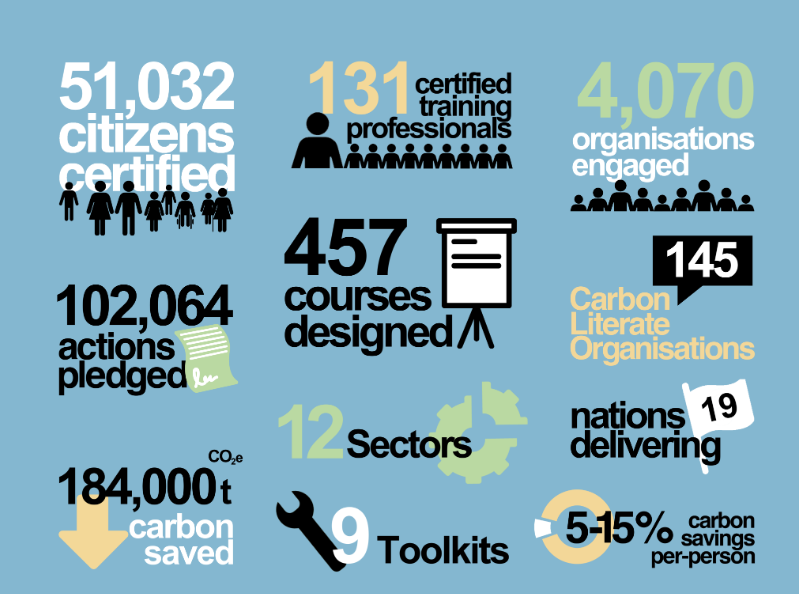 51,032
citizens
certified
131 certified
training
professionals
4,070
organisations
engaged
457
courses
designed
145
Carbon
Literate
Organisations
102,064
actions
pledged
12 Sectors
nations 19
delivering
CO₂e
184,000 t
carbon
saved
9 Toolkits
5-15% carbon
savings
per-person